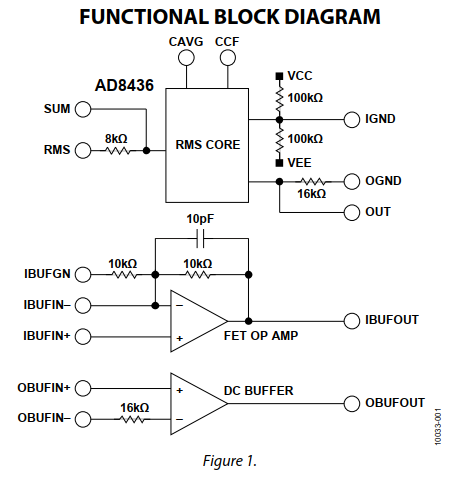 FUNCTIONAL BLOCK DIAGRAM
CAVG CCF
AD8436
VCC
SUM
100kΩ
IGND
8kΩ
RMS
RMS CORE
100kΩ
VEE
OGND
16kΩ
OUT
10pF
10kΩ
10kΩ
IBUFGN
IBUFIN–
–
IBUFIN+
+
FET OP AMP
IBUFOUT
OBUFIN+
+
DC BUFFER
OBUFOUT
16kΩ
OBUFIN–
–
10033-001
Figure 1.